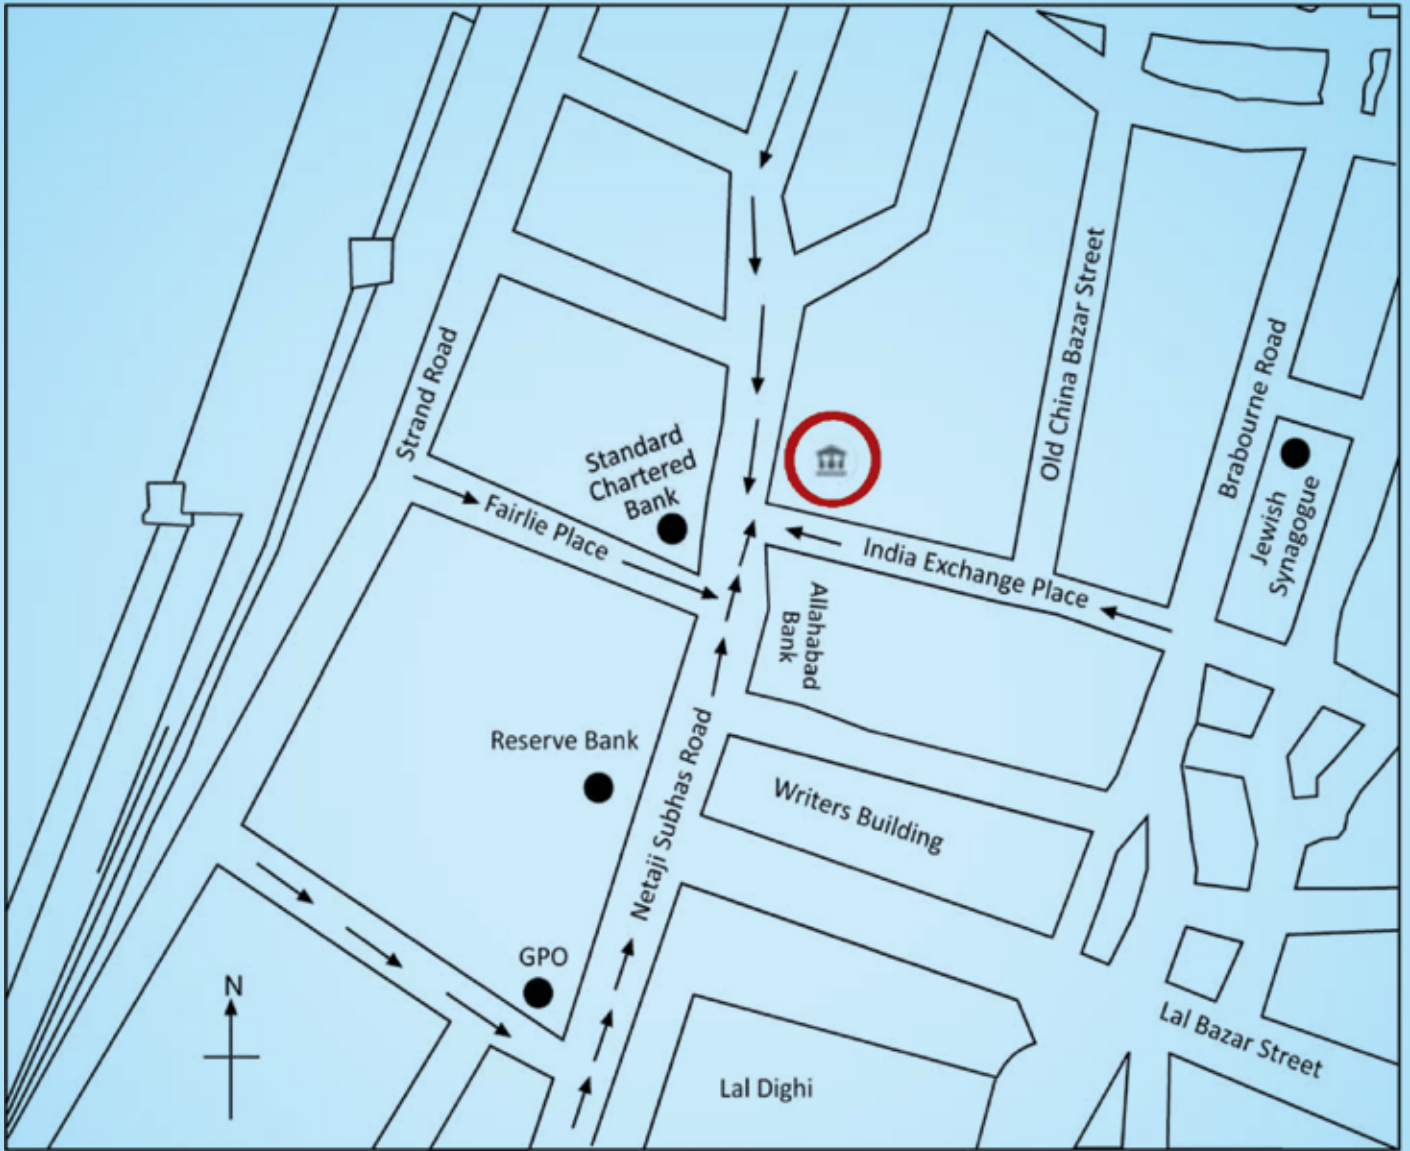 Strand Road
Old China Bazar Street
Brabourne Road
Standard
Chartered
Bank
Fairlie Place
India Exchange Place
Jewish
Synagogue
Allahabad
Bank
Reserve Bank
Netaji Subhas Road
Writers Building
GPO
N
Lal Bazar Street
Lal Dighi